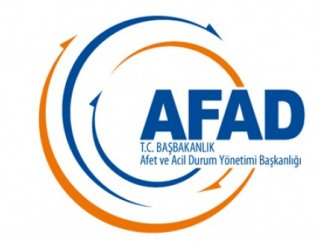 AFAD
T.C. BAŞBAKANLIK
Afet ve Acil Durum Yönetimi Başkanlığı